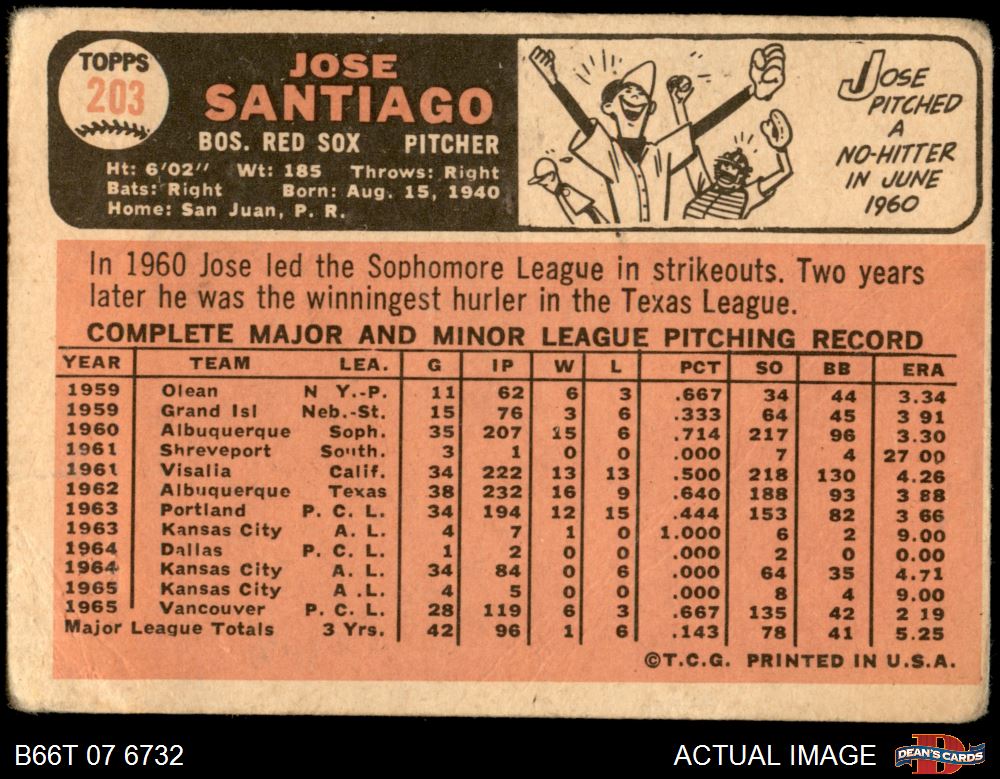 TOPPS
203
JOSE
SANTIAGO
BOS. RED SOX PITCHER
Ht: 6'02" Wt: 185 Throws: Right
Bats: Right Born: Aug. 15, 1940
Home: San Juan, P. R.
JOSE
PITCHED
A
NO-HITTER
IN JUNE
1960
In 1960 Jose led the Sophomore League in strikeouts. Two years
later he was the winningest hurler in the Texas League.
COMPLETE MAJOR AND MINOR LEAGUE PITCHING RECORD
YEAR TEAM LEA. G IP W L PCT SO BB ERA
1959 Olean N Y.-P. 11 62 6 3 .667 34 44 3.34
1959 Grand Isl Neb.-St. 15 76 3 6 .333 64 45 3 91
1960 Albuquerque Soph. 35 207 15 6 .714 217 96 3.30
1961 Shreveport South. 3 1 0 0 .000 7 4 27 00
1961 Visalia Calif. 34 222 13 13 .500 218 130 4.26
1962 Albuquerque Texas 38 232 16 9 .640 188 93 3 88
1963 Portland P. C. L. 34 194 12 15 .444 153 82 3 66
1963 Kansas City A. L. 4 7 1 0 1.000 6 2 9.00
1964 Dallas P. C. L. 1 2 0 0 .000 2 0 0.00
1964 Kansas City A. L. 34 84 0 6 .000 64 35 4.71
1965 Kansas City A .L. 4 5 0 0 .000 8 4 9.00
1965 Vancouver P. C. L. 28 119 6 3 .667 135 42 2 19
Major League Totals 3 Yrs. 42 96 1 6 .143 78 41 5.25
©T.C.G. PRINTED IN U.S.A.
B66T 07 6732 ACTUAL IMAGE
D
DEAN'S CARDS